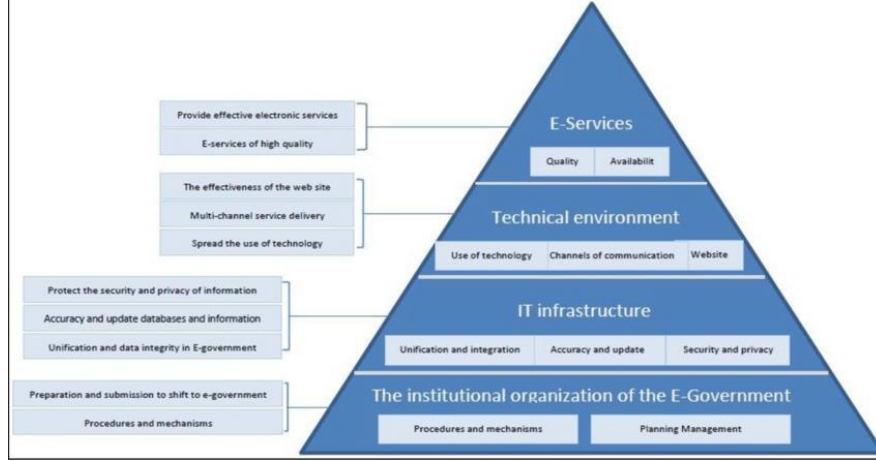 Provide effective electronic services
E-services of high quality
E-Services
Quality
Availabilit
The effectiveness of the web site
Multi-channel service delivery
Spread the use of technology
Technical environment
Use of technology
Channels of communication
Website
Protect the security and privacy of information
Accuracy and update databases and information
Unification and data integrity in E-government
IT infrastructure
Unification and integration
Accuracy and update
Security and privacy
Preparation and submission to shift to e-government
Procedures and mechanisms
The institutional organization of the E-Government
Procedures and mechanisms
Planning Management